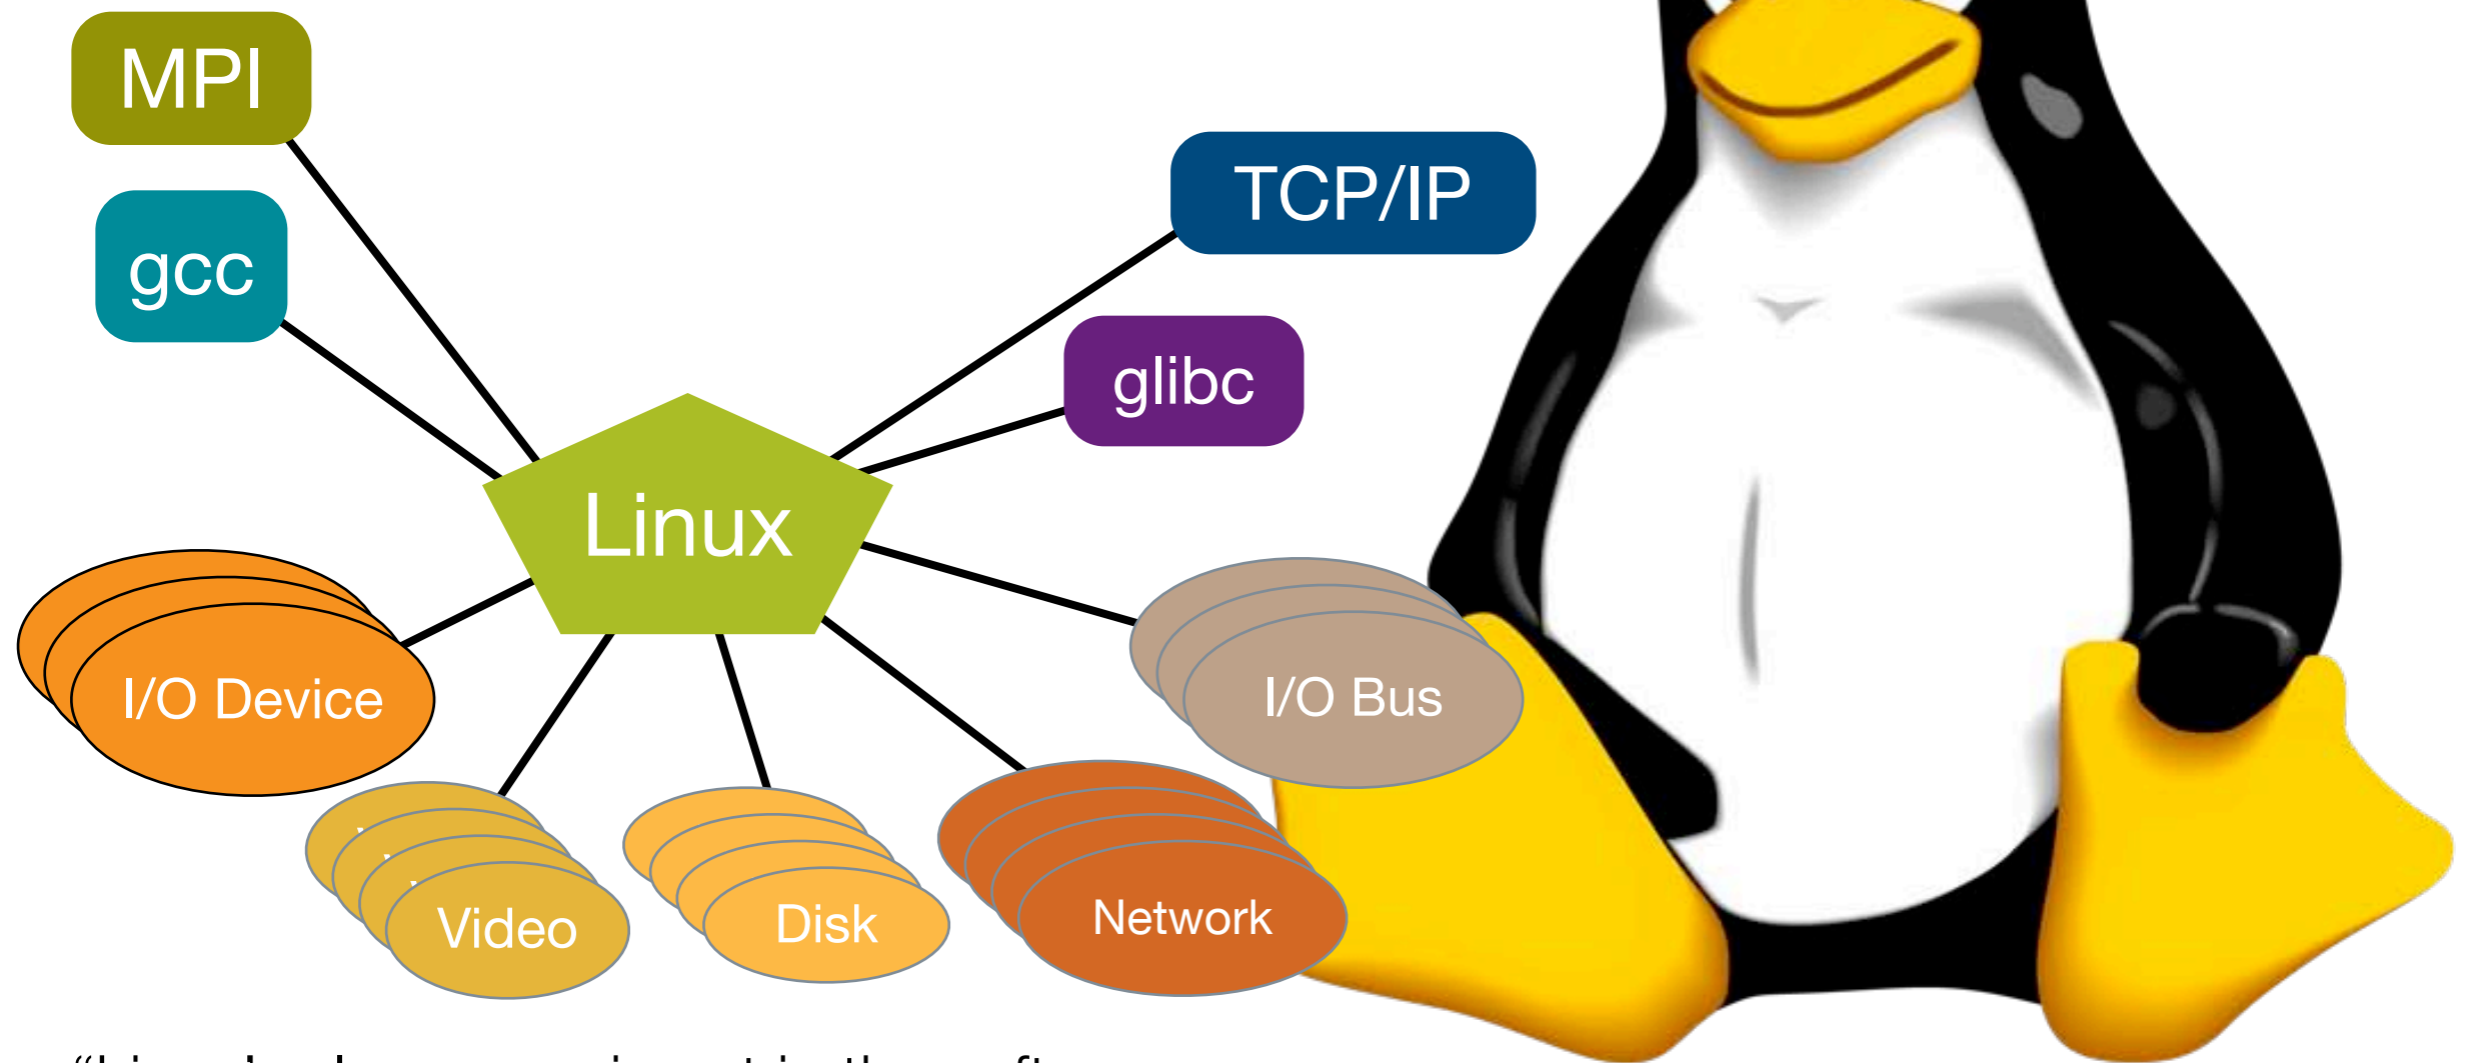 MPI
gcc
TCP/IP
glibc
Linux
I/O Device
I/O Bus
Video
Disk
Network